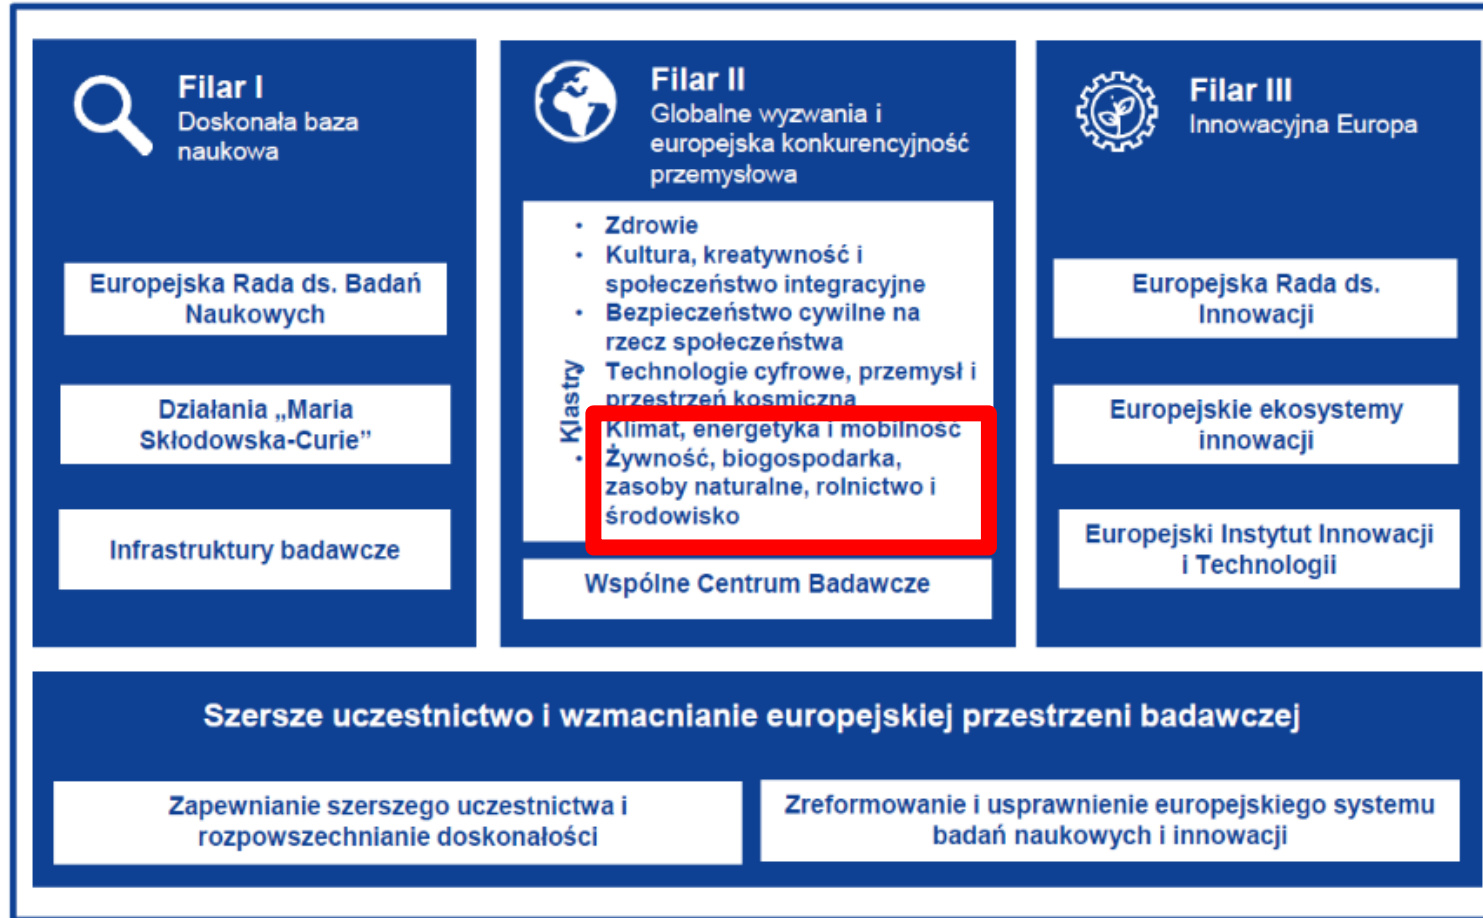 Filar I
Doskonała baza
naukowa
Europejska Rada ds. Badań
Naukowych
Działania „Maria
Skłodowska-Curie”
Infrastruktury badawcze
Filar II
Globalne wyzwania i
europejska konkurencyjność
przemysłowa
Klastry
• Zdrowie
• Kultura, kreatywność i
społeczeństwo integracyjne
• Bezpieczeństwo cywilne na
rzecz społeczeństwa
• Technologie cyfrowe, przemysł i
przestrzeń kosmiczna
• Klimat, energetyka i mobilność
• Żywność, biogospodarka,
zasoby naturalne, rolnictwo i
środowisko
Wspólne Centrum Badawcze
Filar III
Innowacyjna Europa
Europejska Rada ds.
Innowacji
Europejskie ekosystemy
innowacji
Europejski Instytut Innowacji
i Technologii
Szersze uczestnictwo i wzmacnianie europejskiej przestrzeni badawczej
Zapewnianie szerszego uczestnictwa i
rozpowszechnianie doskonałości
Zreformowanie i usprawnienie europejskiego systemu
badań naukowych i innowacji